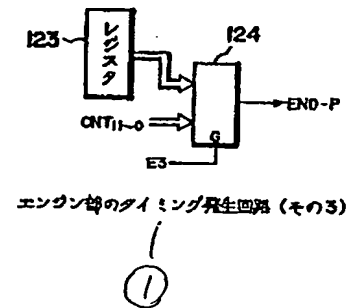 123
レジスタ
124
CNT11~0
G
END-P
E3
エンジン部のタイミング発生回路 (その3)
1